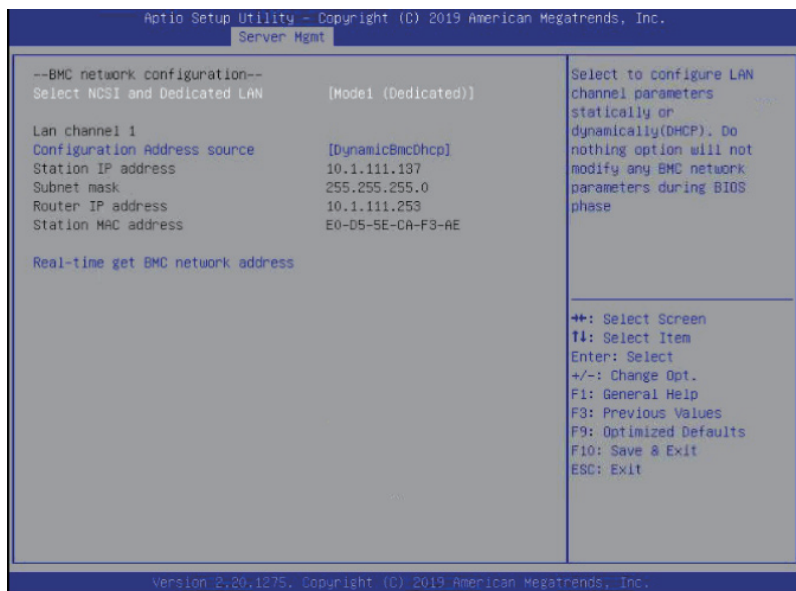 Aptio Setup Utility – Copyright (C) 2019 American Megatrends, Inc.
Server Mgmt
--BMC network configuration--
Select NCSI and Dedicated LAN [Mode1 (Dedicated)]
Lan channel 1
Configuration Address source [DynamicBmcDhcp]
Station IP address 10.1.111.137
Subnet mask 255.255.255.0
Router IP address 10.1.111.253
Station MAC address E0-D5-5E-CA-F3-AE
Real-time get BMC network address
Select to configure LAN
channel parameters
statically or
dynamically(DHCP). Do
nothing option will not
modify any BMC network
parameters during BIOS
phase
→←: Select Screen
↑↓: Select Item
Enter: Select
+/-: Change Opt.
F1: General Help
F3: Previous Values
F9: Optimized Defaults
F10: Save & Exit
ESC: Exit
Version 2.20.1275. Copyright (C) 2019 American Megatrends, Inc.